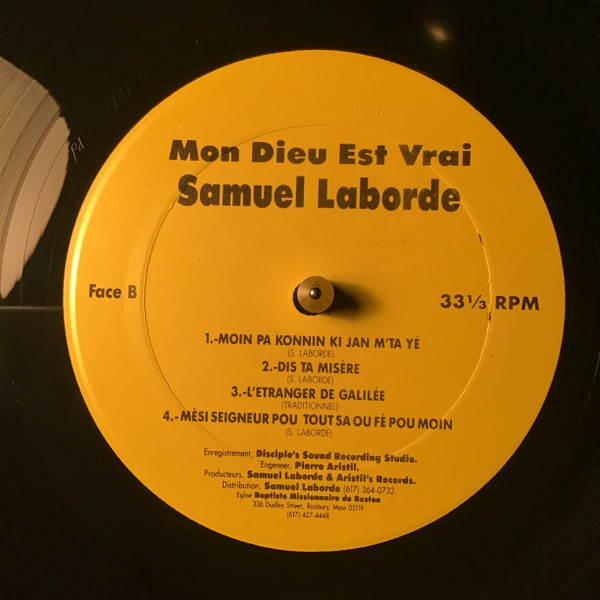 Mon Dieu Est Vrai
Samuel Laborde
Face B
33⅓ RPM
1.-MOIN PA KONNIN KI JAN M'TA YÉ
(S. LABORDE)
2.-DIS TA MISÈRE
(S. LABORDE)
3.-L'ETRANGER DE GALILÉE
(TRADITIONNEL)
4.-MÈSI SEIGNEUR POU TOUT SA OU FÈ POU MOIN
(S. LABORDE)
Enregistrement, Disciple's Sound Recording Studio.
Engeneer, Pierre Aristil.
Producteurs, Samuel Laborde & Aristil's Records.
Distribution, Samuel Laborde (617) 364-0732
Eglise Baptiste Missionnaire de Boston
336 Dudley Street, Roxbury, Mass 02119
(617) 427-4448